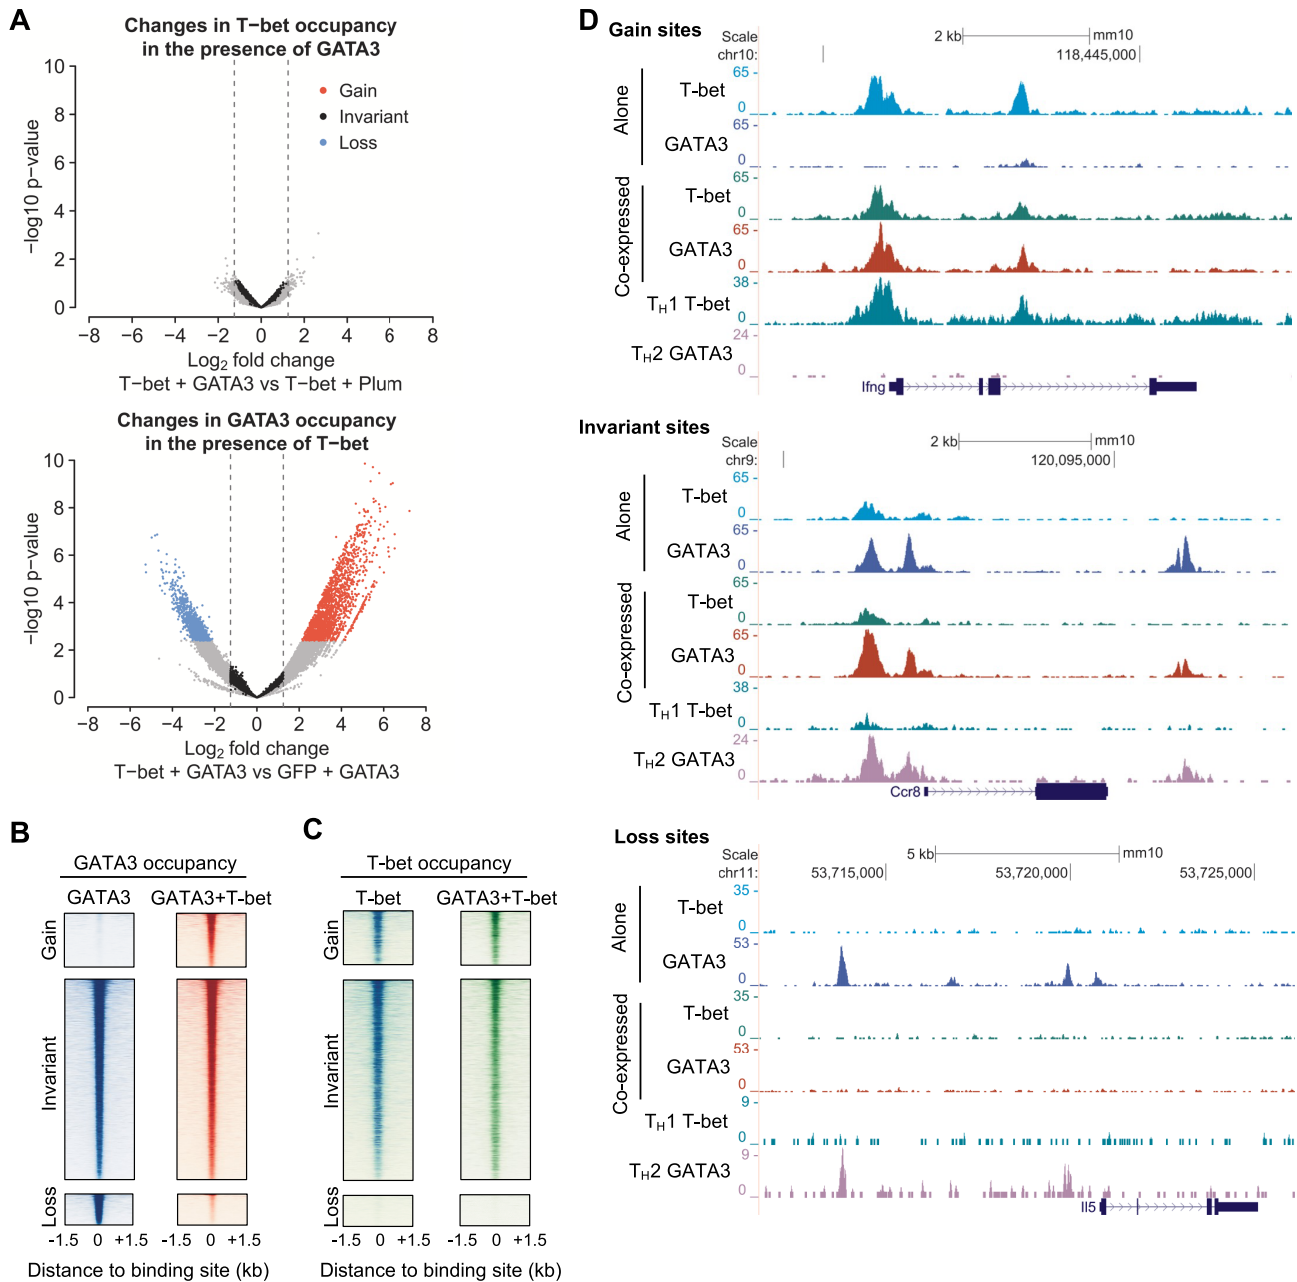 A
Changes in T−bet occupancy
in the presence of GATA3
10
8
6
4
2
0
−log10 p−value
Gain
Invariant
Loss
−8 −6 −4 −2 0 2 4 6 8
Log2 fold change
T−bet + GATA3 vs T−bet + Plum
Changes in GATA3 occupancy
in the presence of T−bet
10
8
6
4
2
0
−log10 p−value
−8 −6 −4 −2 0 2 4 6 8
Log2 fold change
T−bet + GATA3 vs GFP + GATA3
B
GATA3 occupancy
GATA3 GATA3+T-bet
Gain
Invariant
Loss
-1.5 0 +1.5 -1.5 0 +1.5
Distance to binding site (kb)
C
T-bet occupancy
T-bet GATA3+T-bet
Gain
Invariant
Loss
-1.5 0 +1.5 -1.5 0 +1.5
Distance to binding site (kb)
D
Gain sites
Scale 2 kb mm10
chr10: 118,445,000
Alone
65
T-bet
0
65
GATA3
0
Co-expressed
65
T-bet
0
65
GATA3
0
38
TH1 T-bet
0
24
TH2 GATA3
0
Ifng
Invariant sites
Scale 2 kb mm10
chr9: 120,095,000
Alone
65
T-bet
0
65
GATA3
0
Co-expressed
65
T-bet
0
65
GATA3
0
38
TH1 T-bet
0
24
TH2 GATA3
0
Ccr8
Loss sites
Scale 5 kb mm10
chr11: 53,715,000 53,720,000 53,725,000
Alone
35
T-bet
0
53
GATA3
0
Co-expressed
35
T-bet
0
53
GATA3
0
9
TH1 T-bet
0
9
TH2 GATA3
0
Il5